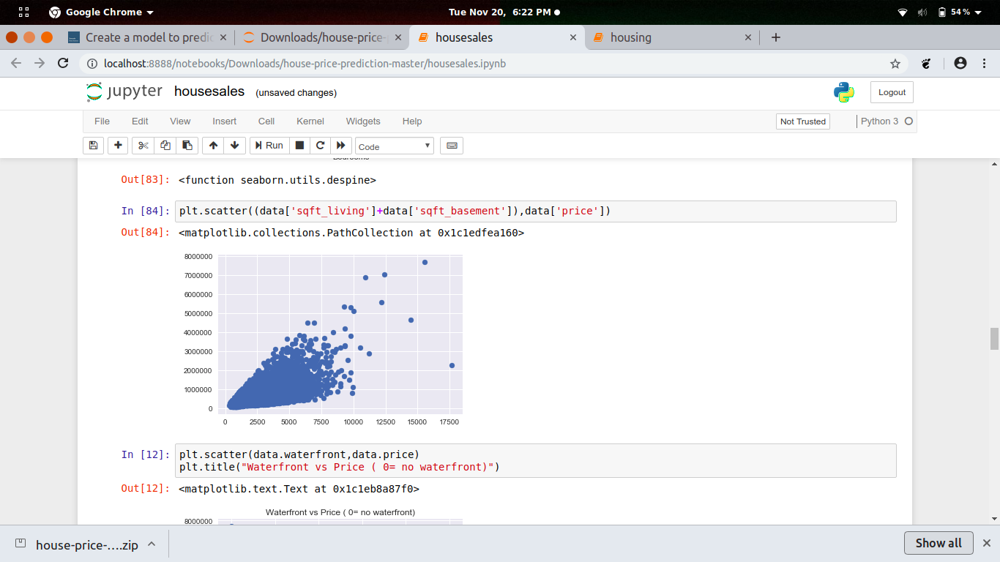 Google Chrome Tue Nov 20, 6:22 PM 54 %
Create a model to predic Downloads/house-price- housesales housing
localhost:8888/notebooks/Downloads/house-price-prediction-master/housesales.ipynb
jupyter housesales (unsaved changes) Logout
File Edit View Insert Cell Kernel Widgets Help Not Trusted Python 3
Run Code
Bedrooms
Out[83]: <function seaborn.utils.despine>
In [84]: plt.scatter((data['sqft_living']+data['sqft_basement']),data['price'])
Out[84]: <matplotlib.collections.PathCollection at 0x1c1edfea160>
8000000
7000000
6000000
5000000
4000000
3000000
2000000
1000000
0
0 2500 5000 7500 10000 12500 15000 17500
In [12]: plt.scatter(data.waterfront,data.price)
plt.title("Waterfront vs Price ( 0= no waterfront)")
Out[12]: <matplotlib.text.Text at 0x1c1eb8a87f0>
Waterfront vs Price ( 0= no waterfront)
8000000
house-price-....zip Show all